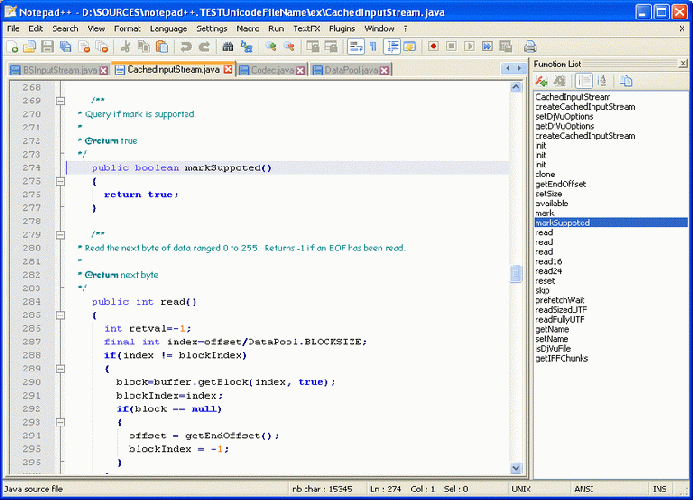 Notepad++ - D:\SOURCES\notepad++.TESTUnicodeFileName\ex\CachedInputStream.java
File Edit Search View Format Language Settings Macro Run TextFX Plugins Window ?
BSInputStream.java CachedInputStream.java Codec.java DataPool.java
Function List
268
269 /**
270 * Query if mark is supported.
271 *
272 * @return true
273 */
274 public boolean markSuppoted()
275 {
276 return true;
277 }
278
279 /**
280 * Read the next byte of data ranged 0 to 255. Returns -1 if an EOF has been read.
281 *
282 * @return next byte
283 */
284 public int read()
285 {
286 int retval=-1;
287 final int index=offset/DataPool.BLOCKSIZE;
288 if(index != blockIndex)
289 {
290 block=buffer.getBlock(index, true);
291 blockIndex=index;
292 if(block == null)
293 {
294 offset = getEndOffset();
295 blockIndex = -1;
296 }
CachedInputStream
createCachedInputStream
setDjVuOptions
getDjVuOptions
createCachedInputStream
init
init
init
clone
getEndOffset
setSize
available
mark
markSuppoted
read
read
read
read16
read24
reset
skip
prefetchWait
readSizedUTF
readFullyUTF
getName
setName
isDjVuFile
getIFFChunks
Java source file nb char : 15345 Ln : 274 Col : 1 Sel : 0 UNIX ANSI INS